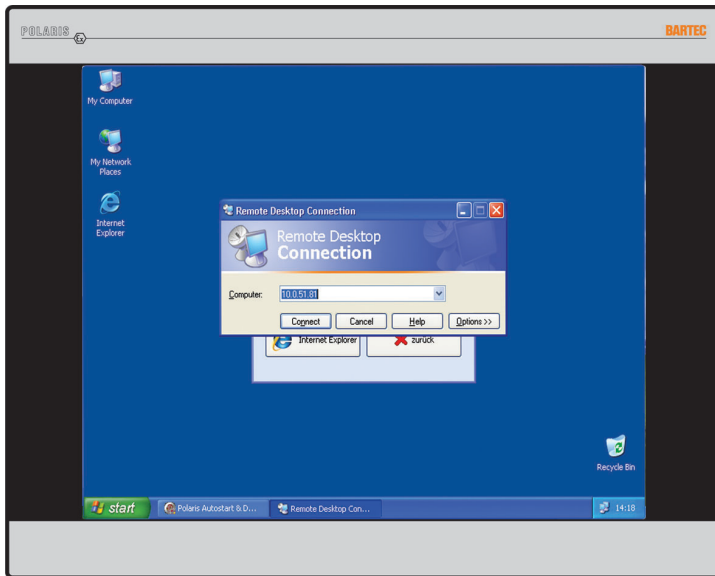 POLARIS
BARTEC
My Computer
My Network
Places
Internet
Explorer
Remote Desktop Connection
Remote Desktop
Connection
Computer:
10.0.51.81
Connect
Cancel
Help
Options >>
Internet Explorer
zurück
Recycle Bin
start
Polaris Autostart & D...
Remote Desktop Con...
14:18